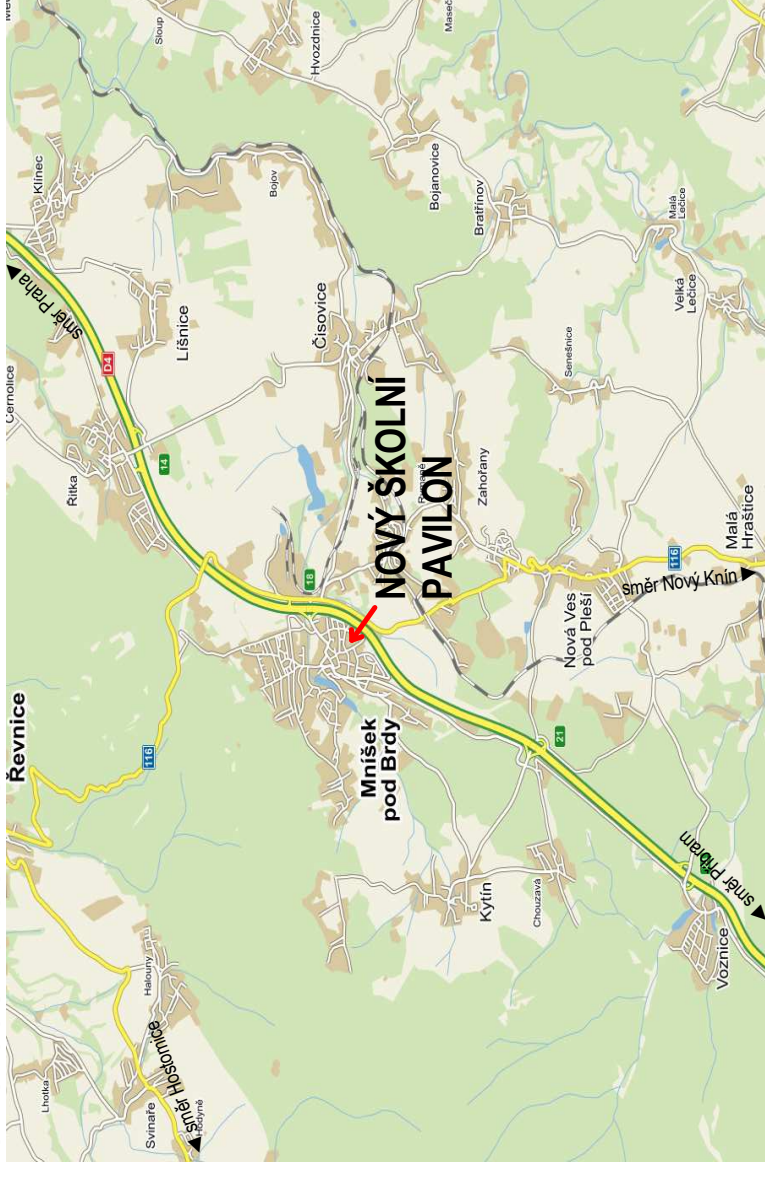 Řevnice
Klínec
Lhotka
Řitka
směr Praha
D4
Svinaře
Halouny
116
14
Sloup
směr Hostomice
Hodyně
Líšnice
Bojov
18
Čisovice
Hvozdnice
Mníšek
pod Brdy
NOVÝ ŠKOLNÍ
PAVILON
Bojanovice
Kytín
Zahořany
Bratřínov
Chouzavá
21
Nová Ves
pod Pleší
Senešnice
směr Nový Knín
116
Malá
Lečice
Velká
Lečice
směr Příbram
Voznice
Malá
Hraštice